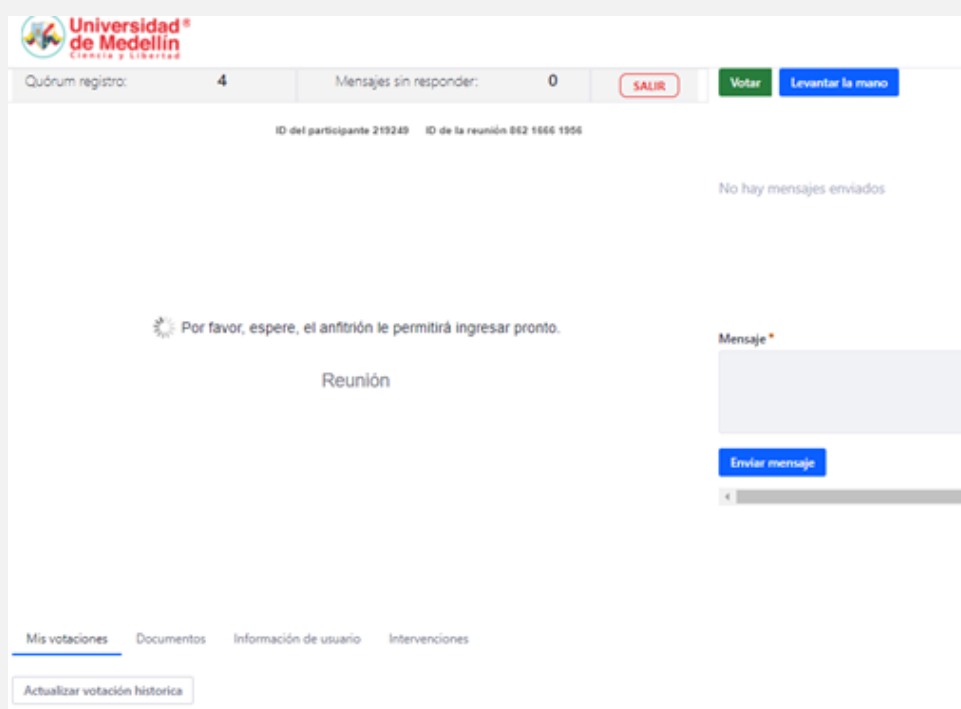 Universidad®
de Medellín
Ciencia y Libertad
Quórum registro: 4 Mensajes sin responder: 0 SALIR Votar Levantar la mano
ID del participante 219249 ID de la reunión 862 1666 1956
No hay mensajes enviados
Por favor, espere, el anfitrión le permitirá ingresar pronto.
Mensaje *
Reunión
Enviar mensaje
Mis votaciones Documentos Información de usuario Intervenciones
Actualizar votación historica